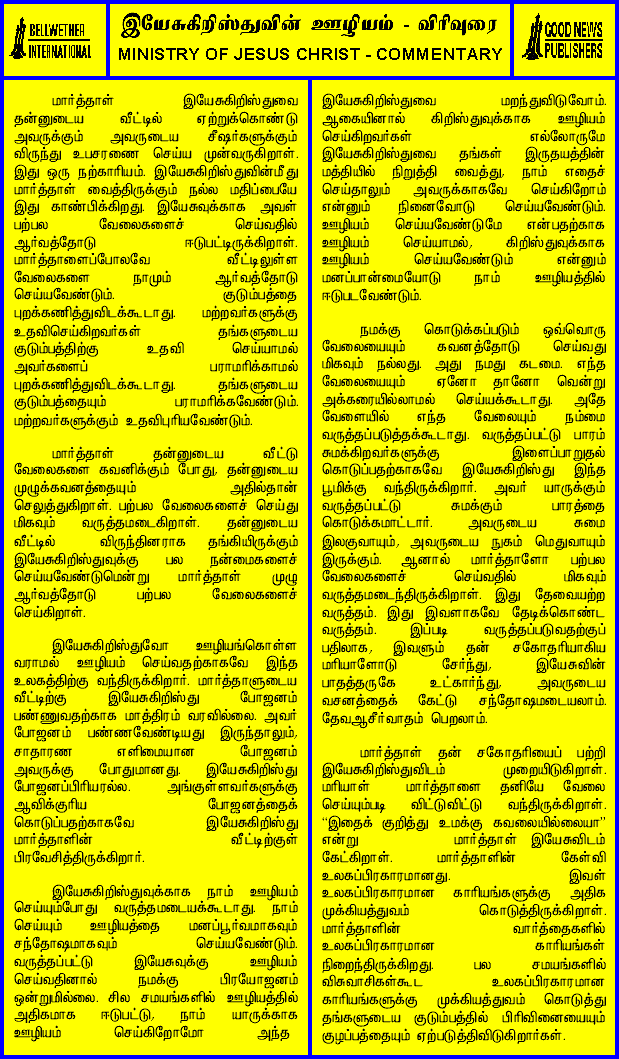 BELLWETHER
INTERNATIONAL
இயேசுகிறிஸ்துவின் ஊழியம் - விரிவுரை
MINISTRY OF JESUS CHRIST - COMMENTARY
GOOD NEWS
PUBLISHERS
மார்த்தாள் இயேசுகிறிஸ்துவை
தன்னுடைய வீட்டில் ஏற்றுக்கொண்டு
அவருக்கும் அவருடைய சீஷர்களுக்கும்
விருந்து உபசரணை செய்ய முன்வருகிறாள்.
இது ஒரு நற்காரியம். இயேசுகிறிஸ்துவின்மீது
மார்த்தாள் வைத்திருக்கும் நல்ல மதிப்பையே
இது காண்பிக்கிறது. இயேசுவுக்காக அவள்
பற்பல வேலைகளைச் செய்வதில்
ஆர்வத்தோடு ஈடுபட்டிருக்கிறாள்.
மார்த்தாளைப்போலவே வீட்டிலுள்ள
வேலைகளை நாமும் ஆர்வத்தோடு
செய்யவேண்டும். குடும்பத்தை
புறக்கணித்துவிடக்கூடாது. மற்றவர்களுக்கு
உதவிசெய்கிறவர்கள் தங்களுடைய
குடும்பத்திற்கு உதவி செய்யாமல்
அவர்களைப் பராமரிக்காமல்
புறக்கணித்துவிடக்கூடாது. தங்களுடைய
குடும்பத்தையும் பராமரிக்கவேண்டும்.
மற்றவர்களுக்கும் உதவிபுரியவேண்டும்.
மார்த்தாள் தன்னுடைய வீட்டு
வேலைகளை கவனிக்கும் போது, தன்னுடைய
முழுக்கவனத்தையும் அதில்தான்
செலுத்துகிறாள். பற்பல வேலைகளைச் செய்து
மிகவும் வருத்தமடைகிறாள். தன்னுடைய
வீட்டில் விருந்தினராக தங்கியிருக்கும்
இயேசுகிறிஸ்துவுக்கு பல நன்மைகளைச்
செய்யவேண்டுமென்று மார்த்தாள் முழு
ஆர்வத்தோடு பற்பல வேலைகளைச்
செய்கிறாள்.
இயேசுகிறிஸ்துவோ ஊழியங்கொள்ள
வராமல் ஊழியம் செய்வதற்காகவே இந்த
உலகத்திற்கு வந்திருக்கிறார். மார்த்தாளுடைய
வீட்டிற்கு இயேசுகிறிஸ்து போஜனம்
பண்ணுவதற்காக மாத்திரம் வரவில்லை. அவர்
போஜனம் பண்ணவேண்டியது இருந்தாலும்,
சாதாரண எளிமையான போஜனம்
அவருக்கு போதுமானது. இயேசுகிறிஸ்து
போஜனப்பிரியரல்ல. அங்குள்ளவர்களுக்கு
ஆவிக்குரிய போஜனத்தைக்
கொடுப்பதற்காகவே இயேசுகிறிஸ்து
மார்த்தாளின் வீட்டிற்குள்
பிரவேசித்திருக்கிறார்.
இயேசுகிறிஸ்துவுக்காக நாம் ஊழியம்
செய்யும்போது வருத்தமடையக்கூடாது. நாம்
செய்யும் ஊழியத்தை மனப்பூர்வமாகவும்
சந்தோஷமாகவும் செய்யவேண்டும்.
வருத்தப்பட்டு இயேசுவுக்கு ஊழியம்
செய்வதினால் நமக்கு பிரயோஜனம்
ஒன்றுமில்லை. சில சமயங்களில் ஊழியத்தில்
அதிகமாக ஈடுபட்டு, நாம் யாருக்காக
ஊழியம் செய்கிறோமோ அந்த
இயேசுகிறிஸ்துவை மறந்துவிடுவோம்.
ஆகையினால் கிறிஸ்துவுக்காக ஊழியம்
செய்கிறவர்கள் எல்லோருமே
இயேசுகிறிஸ்துவை தங்கள் இருதயத்தின்
மத்தியில் நிறுத்தி வைத்து, நாம் எதைச்
செய்தாலும் அவருக்காகவே செய்கிறோம்
என்னும் நினைவோடு செய்யவேண்டும்.
ஊழியம் செய்யவேண்டுமே என்பதற்காக
ஊழியம் செய்யாமல், கிறிஸ்துவுக்காக
ஊழியம் செய்யவேண்டும் என்னும்
மனப்பான்மையோடு நாம் ஊழியத்தில்
ஈடுபடவேண்டும்.
நமக்கு கொடுக்கப்படும் ஒவ்வொரு
வேலையையும் கவனத்தோடு செய்வது
மிகவும் நல்லது. அது நமது கடமை. எந்த
வேலையையும் ஏனோ தானோ வென்று
அக்கரையில்லாமல் செய்யக்கூடாது. அதே
வேளையில் எந்த வேலையும் நம்மை
வருத்தப்படுத்தக்கூடாது. வருத்தப்பட்டு பாரம்
சுமக்கிறவர்களுக்கு இளைப்பாறுதல்
கொடுப்பதற்காகவே இயேசுகிறிஸ்து இந்த
பூமிக்கு வந்திருக்கிறார். அவர் யாருக்கும்
வருத்தப்பட்டு சுமக்கும் பாரத்தை
கொடுக்கமாட்டார். அவருடைய சுமை
இலகுவாயும், அவருடைய நுகம் மெதுவாயும்
இருக்கும். ஆனால் மார்த்தாளோ பற்பல
வேலைகளைச் செய்வதில் மிகவும்
வருத்தமடைந்திருக்கிறாள். இது தேவையற்ற
வருத்தம். இது இவளாகவே தேடிக்கொண்ட
வருத்தம். இப்படி வருத்தப்படுவதற்குப்
பதிலாக, இவளும் தன் சகோதரியாகிய
மரியாளோடு சேர்ந்து, இயேசுவின்
பாதத்தருகே உட்கார்ந்து, அவருடைய
வசனத்தைக் கேட்டு சந்தோஷமடையலாம்.
தேவஆசீர்வாதம் பெறலாம்.
மார்த்தாள் தன் சகோதரியைப் பற்றி
இயேசுகிறிஸ்துவிடம் முறையிடுகிறாள்.
மரியாள் மார்த்தாளை தனியே வேலை
செய்யும்படி விட்டுவிட்டு வந்திருக்கிறாள்.
“இதைக் குறித்து உமக்கு கவலையில்லையா”
என்று மார்த்தாள் இயேசுவிடம்
கேட்கிறாள். மார்த்தாளின் கேள்வி
உலகப்பிரகாரமானது. இவள்
உலகப்பிரகாரமான காரியங்களுக்கு அதிக
முக்கியத்துவம் கொடுத்திருக்கிறாள்.
மார்த்தாளின் வார்த்தைகளில்
உலகப்பிரகாரமான காரியங்கள்
நிறைந்திருக்கிறது. பல சமயங்களில்
விசுவாசிகள்கூட உலகப்பிரகாரமான
காரியங்களுக்கு முக்கியத்துவம் கொடுத்து
தங்களுடைய குடும்பத்தில் பிரிவினையையும்
குழப்பத்தையும் ஏற்படுத்திவிடுகிறார்கள்.